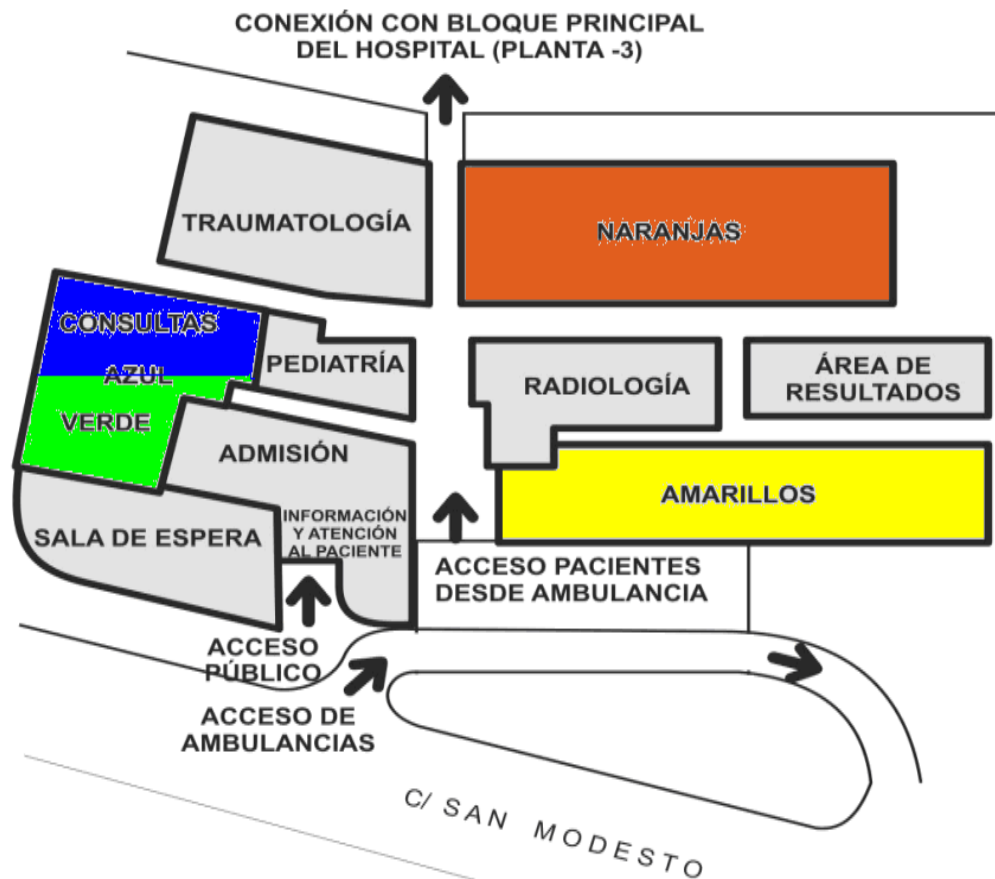 CONEXIÓN CON BLOQUE PRINCIPAL
DEL HOSPITAL (PLANTA -3)
TRAUMATOLOGÍA
NARANJAS
CONSULTAS
AZUL
VERDE
PEDIATRÍA
RADIOLOGÍA
ÁREA DE
RESULTADOS
ADMISIÓN
AMARILLOS
SALA DE ESPERA
INFORMACIÓN
Y ATENCIÓN
AL PACIENTE
ACCESO PACIENTES
DESDE AMBULANCIA
ACCESO
PÚBLICO
ACCESO DE
AMBULANCIAS
C/ SAN MODESTO